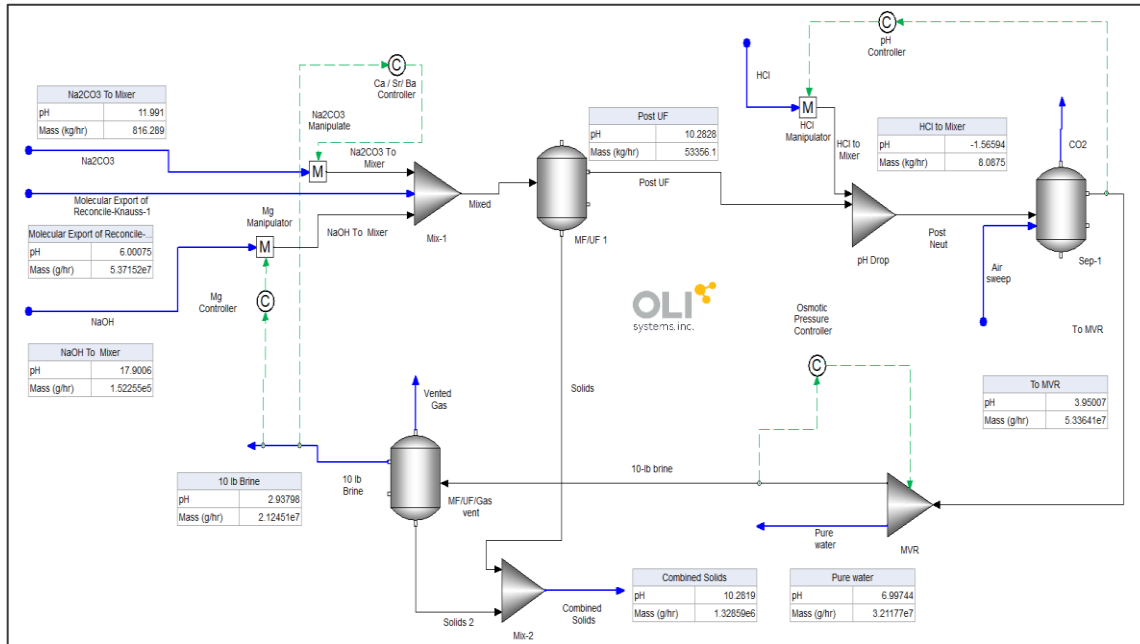 C
pH
Controller
HCl
C
Ca / Sr/ Ba
Controller
Na2CO3 To Mixer
pH 11.991
Mass (kg/hr) 816.289
Na2CO3
Manipulate
Na2CO3 To
Mixer
M
Na2CO3
Post UF
pH 10.2828
Mass (kg/hr) 53356.1
Post UF
M
HCl
Manipulator
HCl to
Mixer
HCl to Mixer
pH -1.56594
Mass (kg/hr) 8.0875
CO2
Molecular Export of
Reconcile-Knauss-1
Mg
Manipulator
M
NaOH To Mixer
Mix-1
Mixed
MF/UF 1
pH Drop
Post
Neut
Sep-1
Air
sweep
Molecular Export of Reconcile-...
pH 6.00075
Mass (g/hr) 5.37152e7
Mg
Controller
C
NaOH
OLI
systems, inc.
Osmotic
Pressure
Controller
C
To MVR
NaOH To Mixer
pH 17.9006
Mass (g/hr) 1.52255e5
Solids
To MVR
pH 3.95007
Mass (g/hr) 5.33641e7
Vented
Gas
10 lb
Brine
10 lb Brine
pH 2.93798
Mass (g/hr) 2.12451e7
MF/UF/Gas
vent
10-lb brine
Pure
water
MVR
Solids 2
Mix-2
Combined
Solids
Combined Solids
pH 10.2819
Mass (g/hr) 1.32859e6
Pure water
pH 6.99744
Mass (g/hr) 3.21177e7